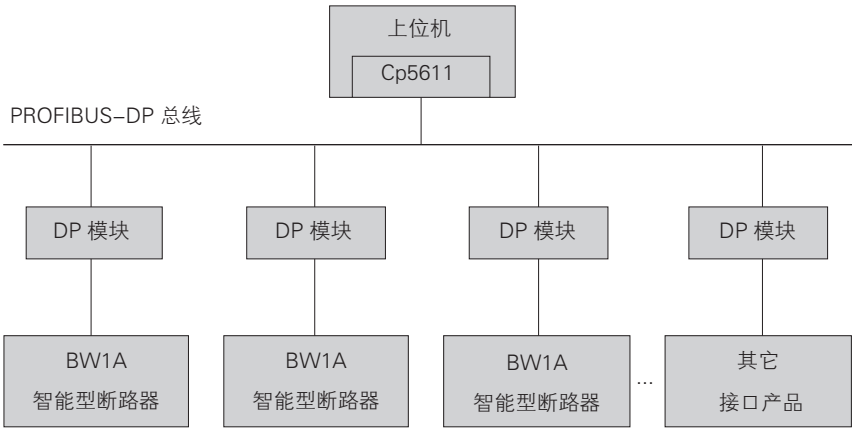 上位机
Cp5611
PROFIBUS–DP 总线
DP 模块
DP 模块
DP 模块
DP 模块
BW1A
智能型断路器
BW1A
智能型断路器
BW1A
智能型断路器
...
其它
接口产品